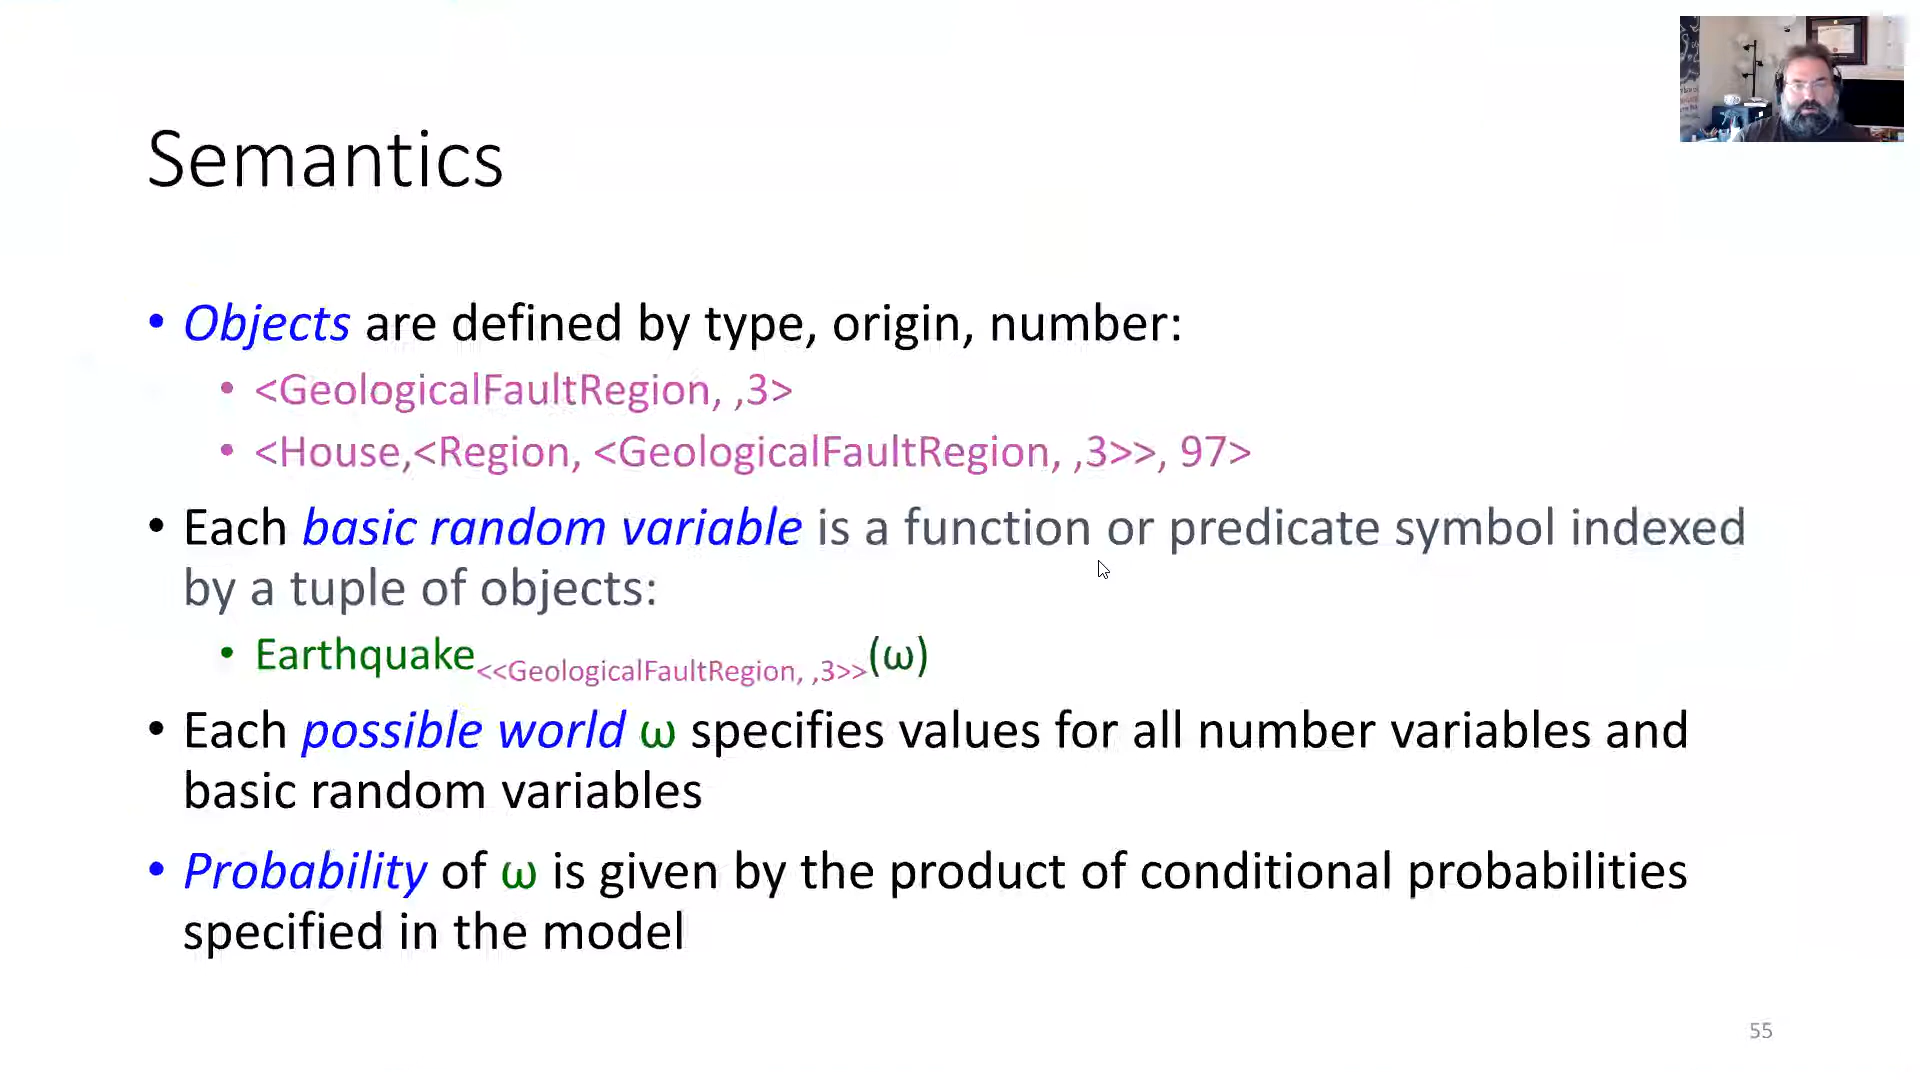 Semantics
• Objects are defined by type, origin, number:
• <GeologicalFaultRegion, ,3>
• <House,<Region, <GeologicalFaultRegion, ,3>>, 97>
• Each basic random variable is a function or predicate symbol indexed
by a tuple of objects:
• Earthquake<<GeologicalFaultRegion, ,3>>(ω)
• Each possible world ω specifies values for all number variables and
basic random variables
• Probability of ω is given by the product of conditional probabilities
specified in the model
55